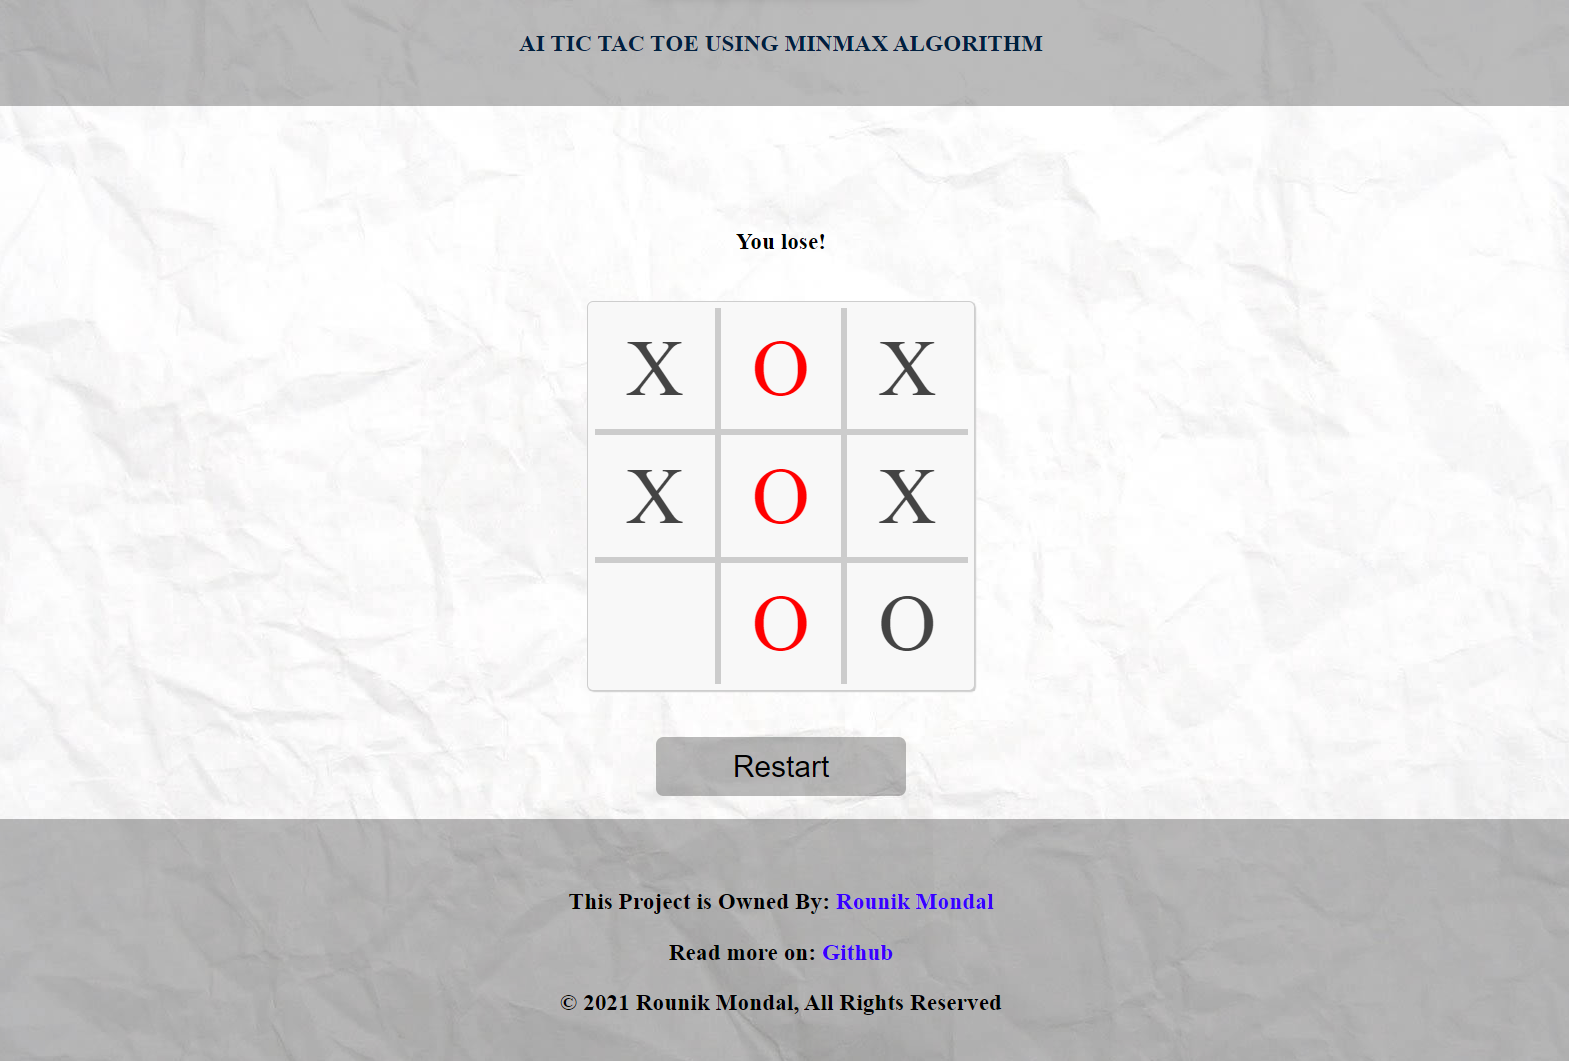 AI TIC TAC TOE USING MINMAX ALGORITHM
You lose!
X O X
X O X
O O
Restart
This Project is Owned By: Rounik Mondal
Read more on: Github
© 2021 Rounik Mondal, All Rights Reserved